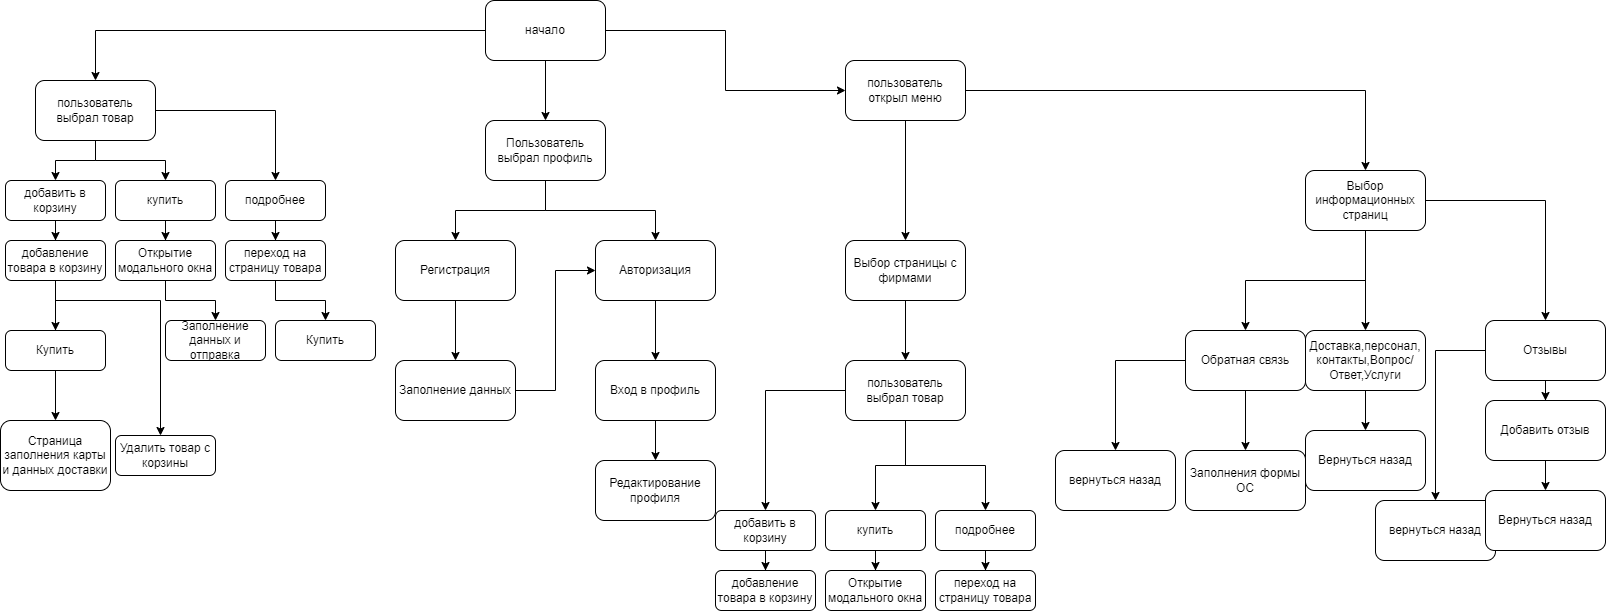 начало
пользователь
выбрал товар
добавить в
корзину
купить
подробнее
добавление
товара в корзину
Открытие
модального окна
переход на
страницу товара
Купить
Заполнение
данных и
отправка
Купить
Страница
заполнения карты
и данных доставки
Удалить товар с
корзины
Пользователь
выбрал профиль
Регистрация
Авторизация
Заполнение данных
Вход в профиль
Редактирование
профиля
пользователь
открыл меню
Выбор страницы с
фирмами
пользователь
выбрал товар
добавить в
корзину
купить
подробнее
добавление
товара в корзину
Открытие
модального окна
переход на
страницу товара
Выбор
информационных
страниц
Обратная связь
Доставка,персонал,
контакты,Вопрос/
Ответ,Услуги
Отзывы
вернуться назад
Заполнения формы
ОС
Вернуться назад
Добавить отзыв
вернуться назад
Вернуться назад